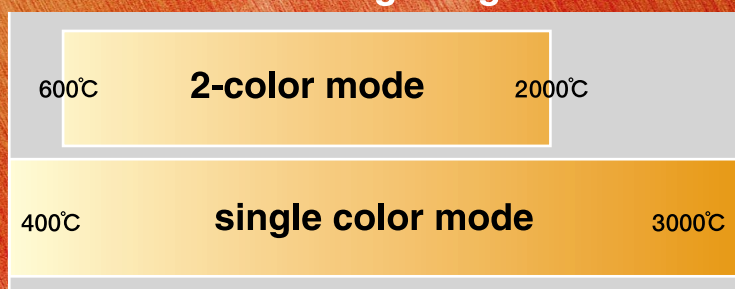 600℃ 2-color mode 2000℃
400℃ single color mode 3000℃